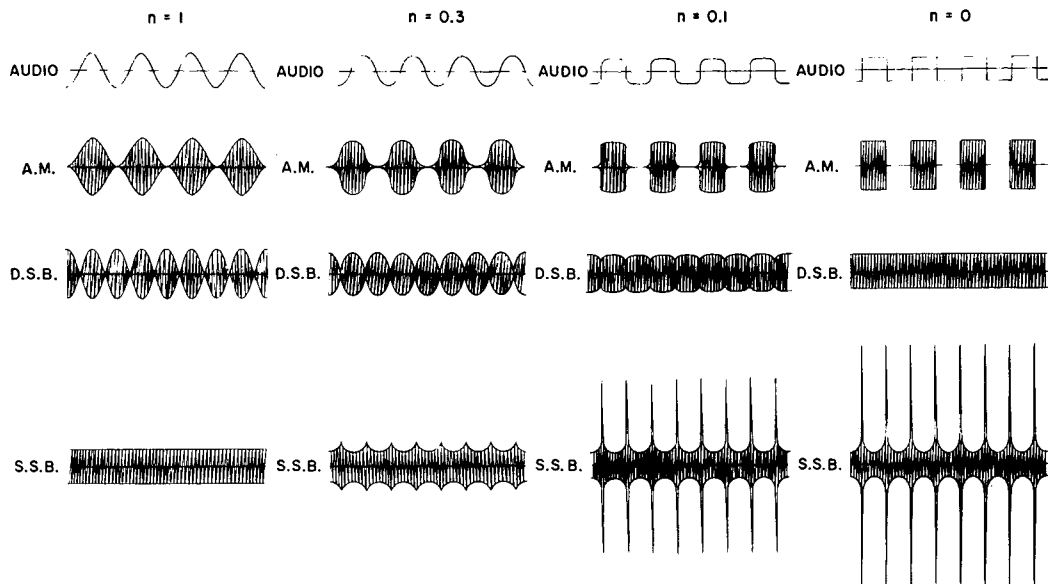 n = 1 n = 0.3 n = 0.1 n = 0
AUDIO AUDIO AUDIO AUDIO
A.M. A.M. A.M. A.M.
D.S.B. D.S.B. D.S.B. D.S.B.
S.S.B. S.S.B. S.S.B. S.S.B.